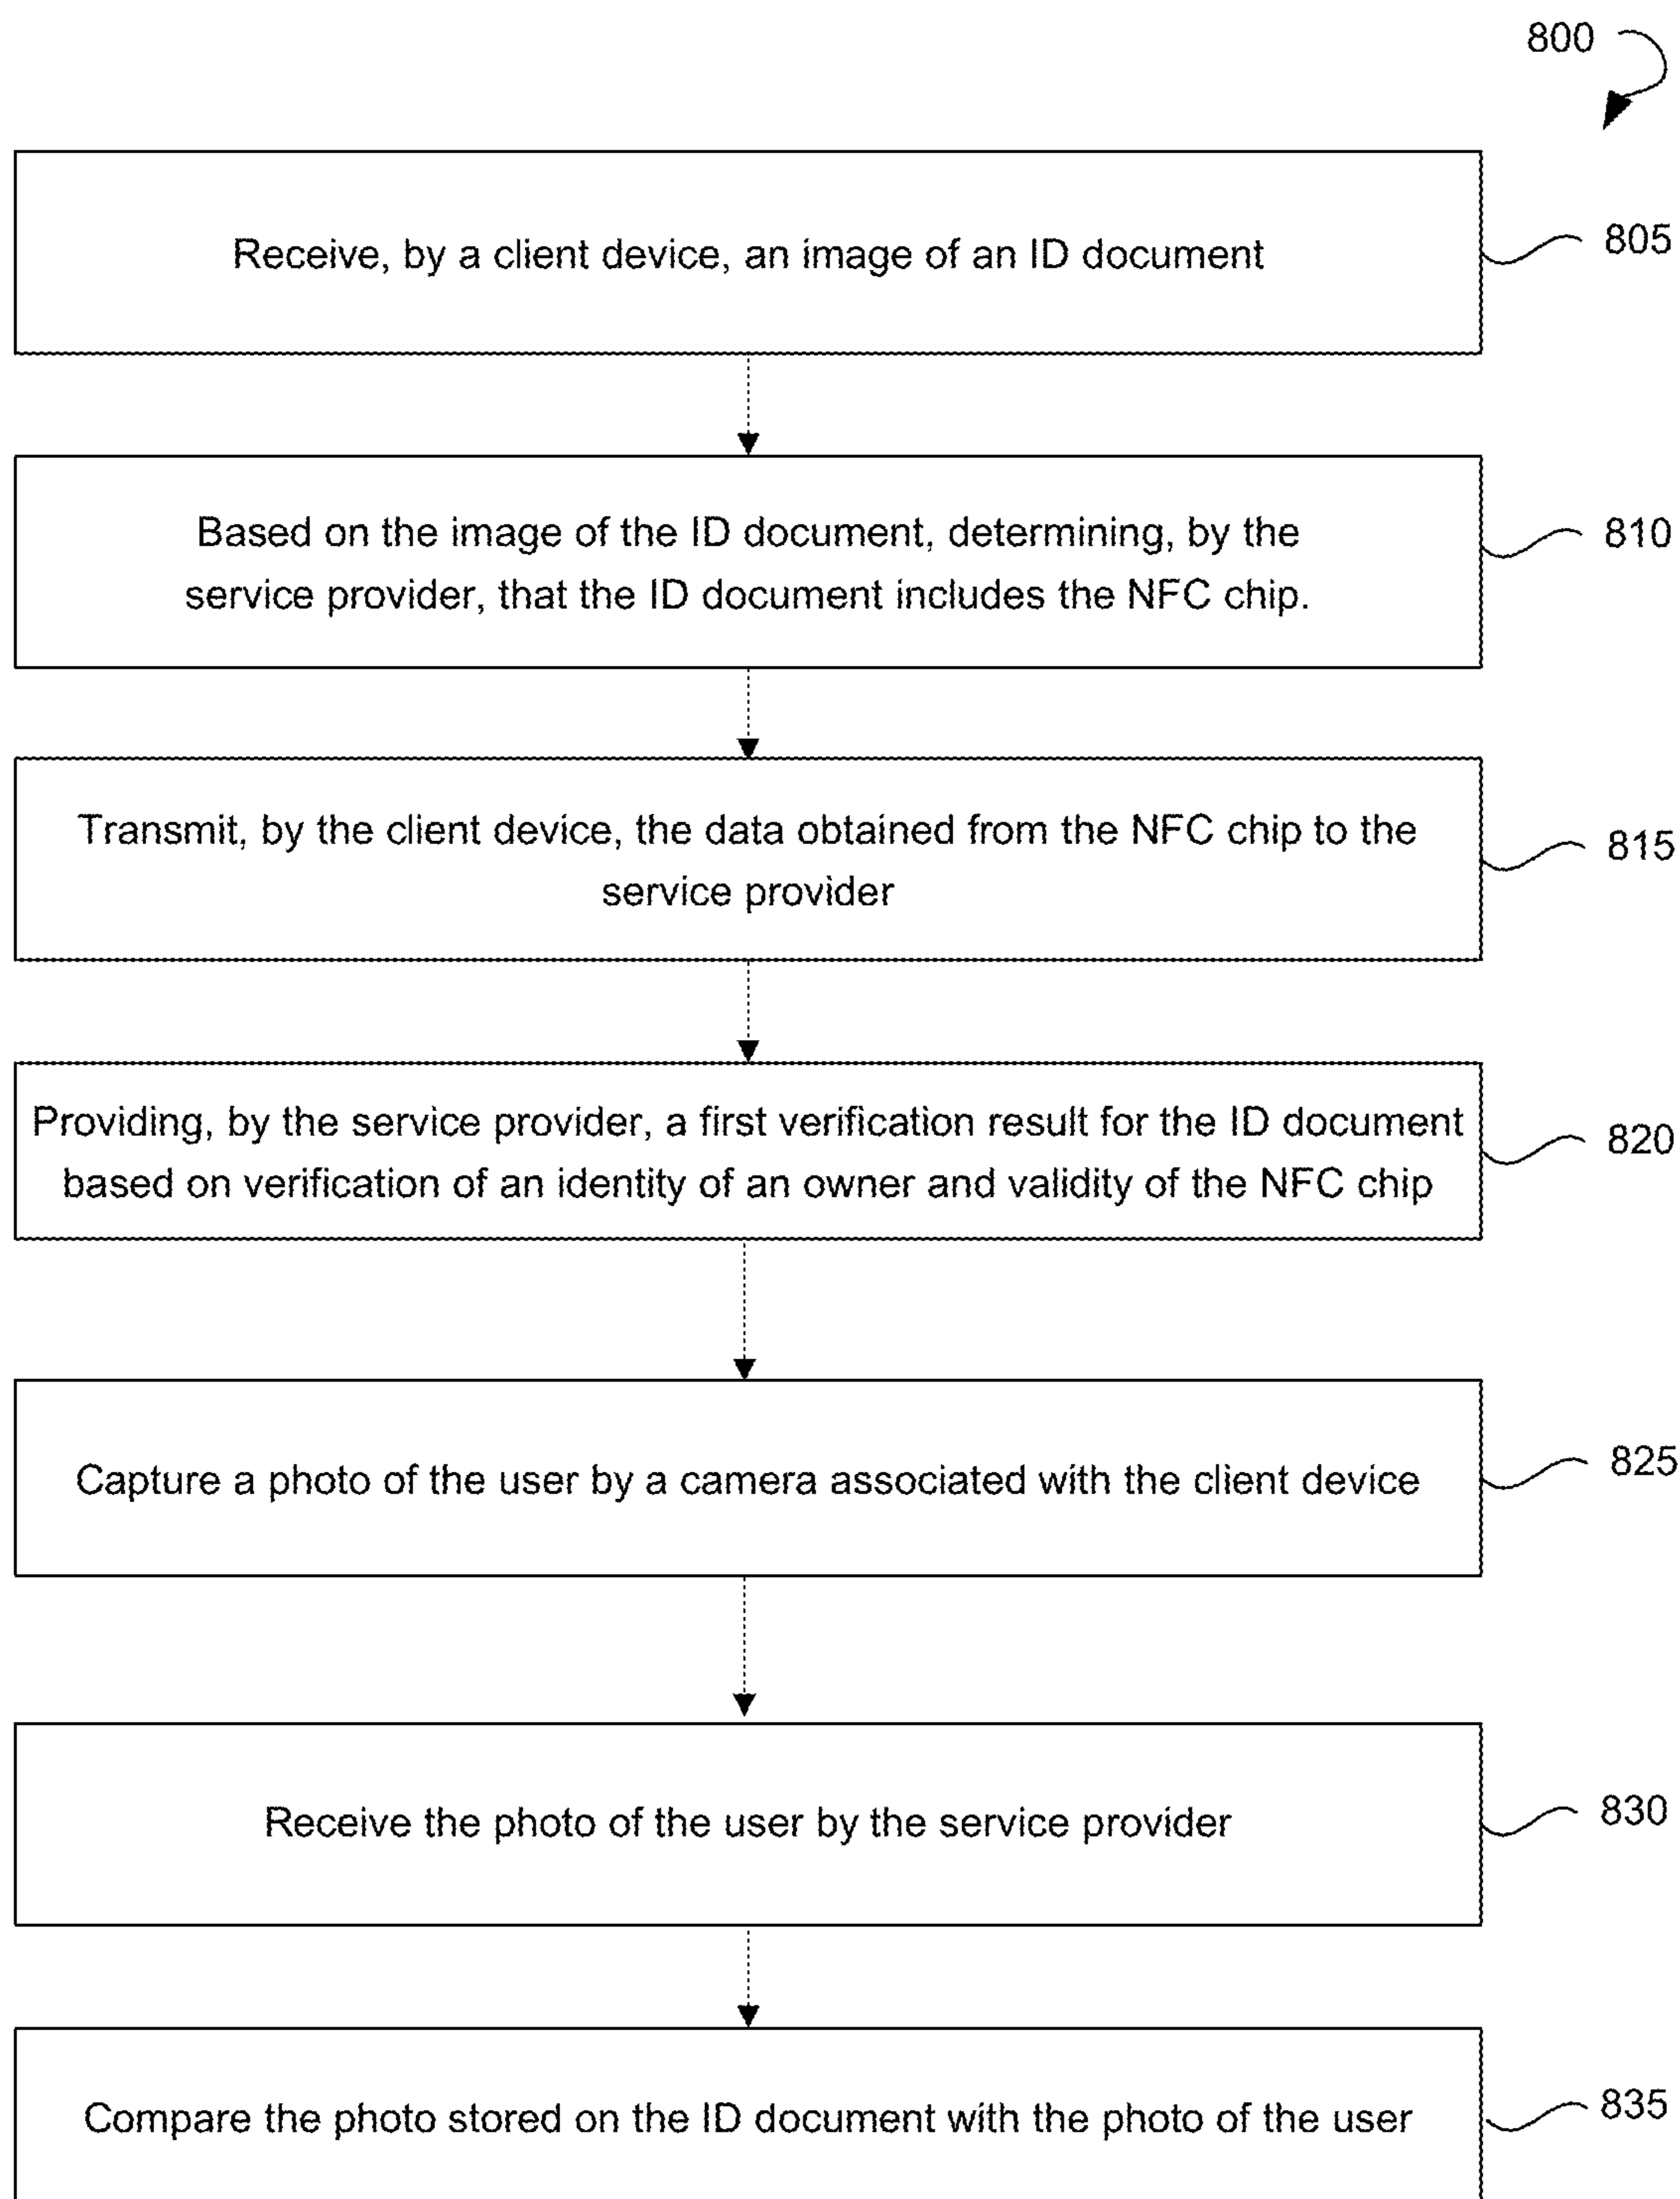 800
Receive, by a client device, an image of an ID document
805
Based on the image of the ID document, determining, by the
service provider, that the ID document includes the NFC chip.
810
Transmit, by the client device, the data obtained from the NFC chip to the
service provider
815
Providing, by the service provider, a first verification result for the ID document
based on verification of an identity of an owner and validity of the NFC chip
820
Capture a photo of the user by a camera associated with the client device
825
Receive the photo of the user by the service provider
830
Compare the photo stored on the ID document with the photo of the user
835